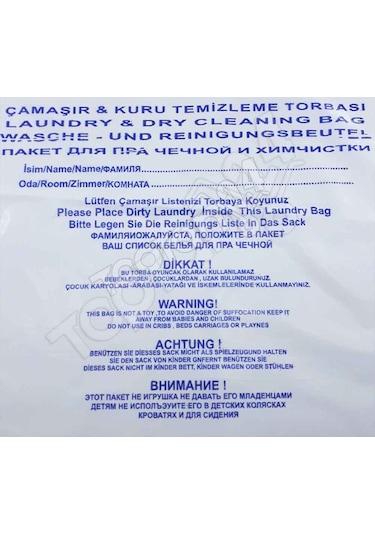 ÇAMAŞIR & KURU TEMİZLEME TORBASI
LAUNDRY & DRY CLEANING BAG
WASCHE - UND REINIGUNGSBEUTEL
ПАКЕТ ДЛЯ ПРА ЧЕЧНОЙ И ХИМЧИСТКИ
İsim/Name/Name/ФАМИЛЯ
Oda/Room/Zimmer/КОМНАТА
Lütfen Çamaşır Listenizi Torbaya Koyunuz
Please Place Dirty Laundry Inside This Laundry Bag
Bitte Legen Sie Die Reinigungs Liste In Das Sack
ФАМИЛЯИОЖАЛУЙСТА, ПОЛОЖИТЕ В ПАКЕТ
ВАШ СПИСОК БЕЛЬЯ ДЛЯ ПРА ЧЕЧНОЙ
DİKKAT !
BU TORBA OYUNCAK OLARAK KULLANILAMAZ
BEBEKLERDEN , ÇOCUKLARDAN , UZAK BULUNDURUNUZ.
ÇOCUK KARYOLASI -ARABASI-YATAĞI VE İSKEMLELERİNDE KULLANMAYINIZ.
WARNING!
THIS BAG IS NOT A TOY ,TO AVOID DANGER OF SUFFOCATION KEEP IT
AWAY FROM BABIES AND CHILDREN
DO NOT USE IN CRIBS , BEDS CARRIAGES OR PLAYNES
ACHTUNG !
BENÜTZEN SIE DIESSES SACK NICHT ALS SPIELZEUGUND HALTEN
SIE DEN SACK VON KINDER GNFERNT BENÜTZEN SIE
DIESES SACK NICHT IM KINDER BETT, KINDER WAGEN ODER STÜHLEN
ВНИМАНИЕ !
ЭТОТ ПАКЕТ НЕ ИГРУШКА НЕ ДАВАТЬ ЕГО МЛАДЕНЦАМ
ДЕТЯМ НЕ ИСПОЛЬЭУИТЕ ЕГО В ДЕТСКИХ КОЛЯСКАХ
КРОВАТЯХ И ДЛЯ СИДЕНИЯ